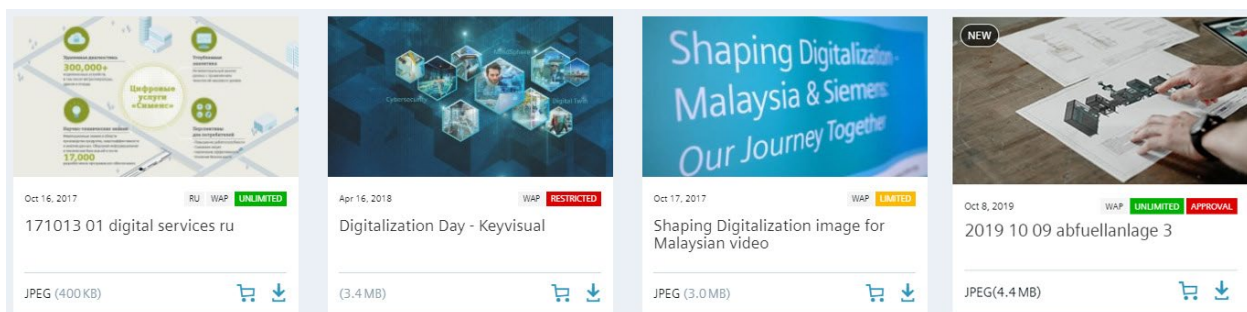 Цифровые
услуги
«Сименс»
300,000+
17,000
Oct 16, 2017
RU WAP UNLIMITED
171013 01 digital services ru
JPEG (400 KB)
MindSphere
Cybersecurity
Digital Twin
Apr 16, 2018
WAP RESTRICTED
Digitalization Day - Keyvisual
(3.4 MB)
Shaping Digitalization -
Malaysia & Siemens:
Our Journey Together
Oct 17, 2017
WAP LIMITED
Shaping Digitalization image for
Malaysian video
JPEG (3.0 MB)
NEW
Oct 8, 2019
WAP UNLIMITED APPROVAL
2019 10 09 abfuellanlage 3
JPEG(4.4 MB)